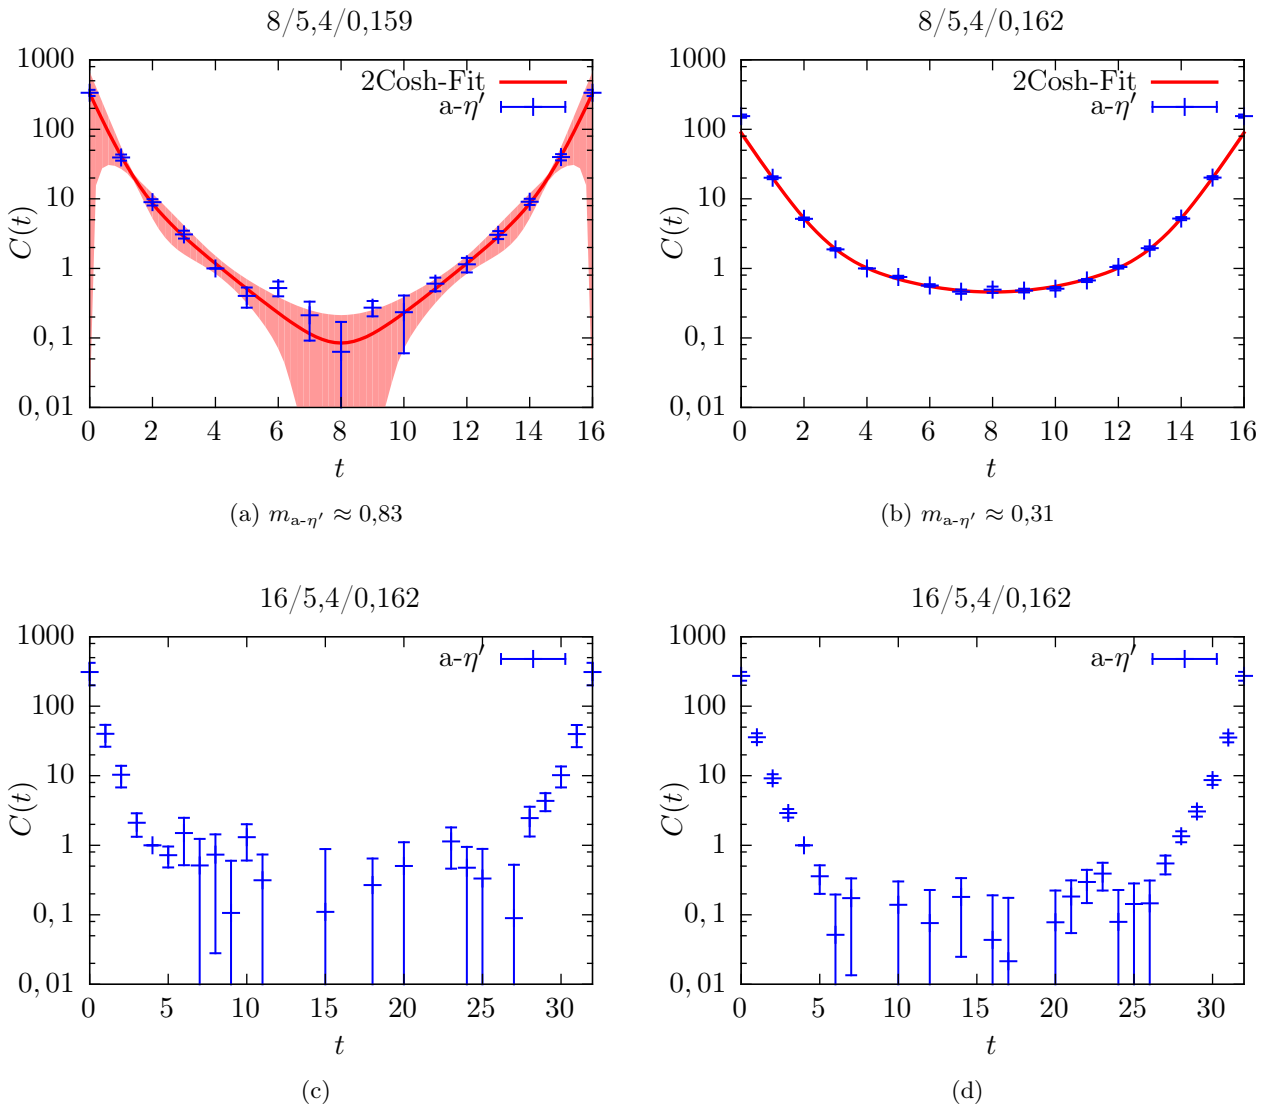 8/5,4/0,159
1000
100
10
1
0,1
0,01
C(t)
2Cosh-Fit
a-η′
0 2 4 6 8 10 12 14 16
t
(a) m_a-η′ ≈ 0,83
8/5,4/0,162
1000
100
10
1
0,1
0,01
C(t)
2Cosh-Fit
a-η′
0 2 4 6 8 10 12 14 16
t
(b) m_a-η′ ≈ 0,31
16/5,4/0,162
1000
100
10
1
0,1
0,01
C(t)
a-η′
0 5 10 15 20 25 30
t
(c)
16/5,4/0,162
1000
100
10
1
0,1
0,01
C(t)
a-η′
0 5 10 15 20 25 30
t
(d)